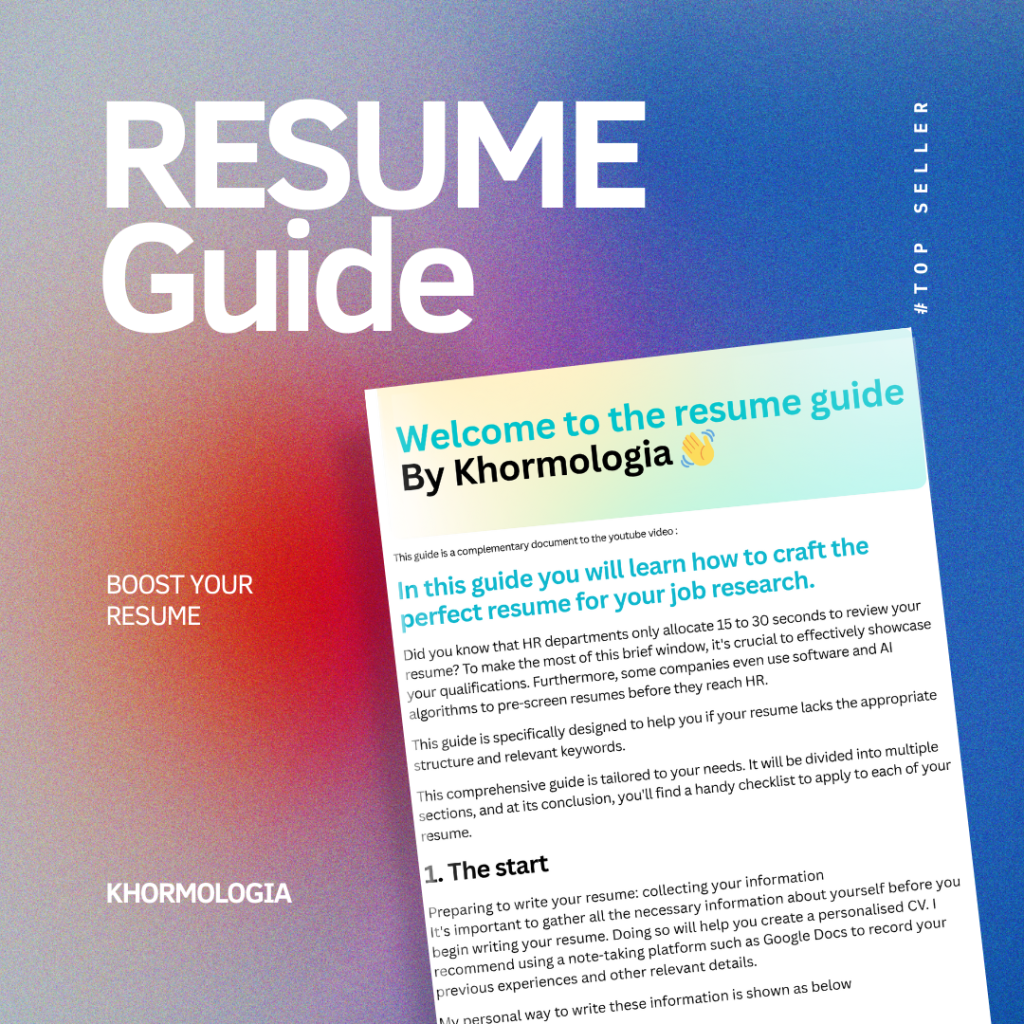 RESUME
Guide
#TOP SELLER
Welcome to the resume guide
By Khormologia
This guide is a complementary document to the youtube video :
In this guide you will learn how to craft the
perfect resume for your job research.
Did you know that HR departments only allocate 15 to 30 seconds to review your
resume? To make the most of this brief window, it's crucial to effectively showcase
your qualifications. Furthermore, some companies even use software and AI
algorithms to pre-screen resumes before they reach HR.
This guide is specifically designed to help you if your resume lacks the appropriate
structure and relevant keywords.
This comprehensive guide is tailored to your needs. It will be divided into multiple
sections, and at its conclusion, you'll find a handy checklist to apply to each of your
resume.
1. The start
Preparing to write your resume: collecting your information
It's important to gather all the necessary information about yourself before you
begin writing your resume. Doing so will help you create a personalised CV. I
recommend using a note-taking platform such as Google Docs to record your
previous experiences and other relevant details.
My personal way to write these information is shown as below
BOOST YOUR
RESUME
KHORMOLOGIA